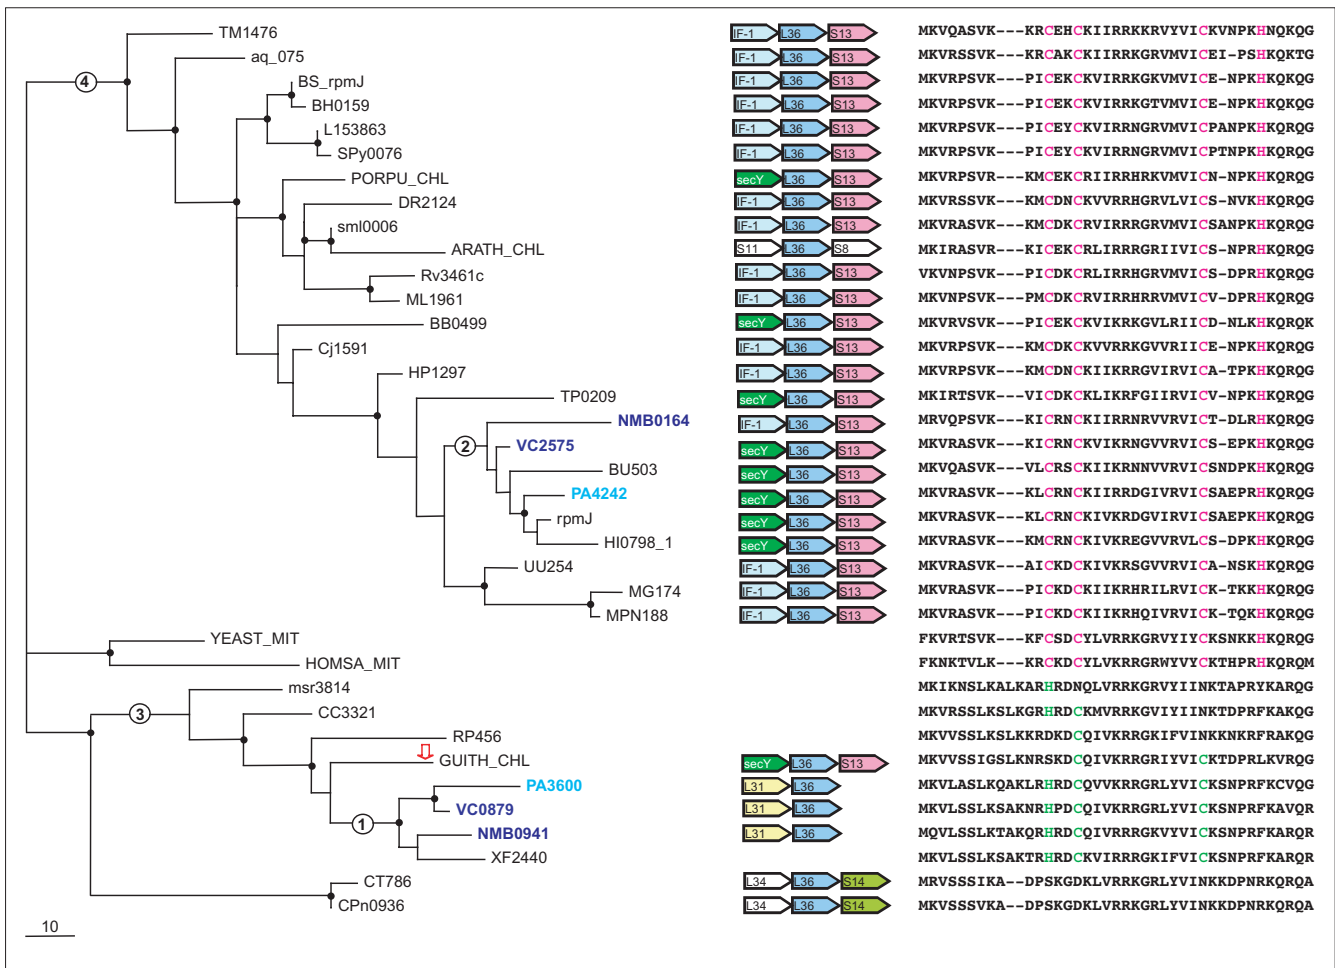 TM1476 IF-1 L36 S13 MKVQASVK---KRCEHCKIIRRKKRVYVICKVNPKHNQKQG
aq_075 IF-1 L36 S13 MKVRSSVK---KRCAKCKIIRRKGRVMVICEI-PSHKQKTG
4
BS_rpmJ IF-1 L36 S13 MKVRPSVK---PICEKCKVIRRKGKVMVICE-NPKHKQKQG
BH0159 IF-1 L36 S13 MKVRPSVK---PICEKCKVIRRKGTVMVICE-NPKHKQKQG
L153863 IF-1 L36 S13 MKVRPSVK---PICEYCKVIRRNGRVMVICPANPKHKQRQG
SPy0076 IF-1 L36 S13 MKVRPSVK---PICEYCKVIRRNGRVMVICPTNPKHKQRQG
PORPU_CHL secY L36 S13 MKVRPSVR---KMCEKCRIIRRHRKVMVICN-NPKHKQRQG
DR2124 IF-1 L36 S13 MKVRSSVK---KMCDNCKVVRRHGRVLVICS-NVKHKQRQG
sml0006 IF-1 L36 S13 MKVRASVK---KMCDKCRVIRRHGRVMVICSANPKHKQRQG
ARATH_CHL S11 L36 S8 MKIRASVR---KICEKCRLIRRRGRIIVICS-NPRHKQRQG
Rv3461c IF-1 L36 S13 VKVNPSVK---PICDKCRLIRRHGRVMVICS-DPRHKQRQG
ML1961 IF-1 L36 S13 MKVNPSVK---PMCDKCRVIRRHRRVMVICV-DPRHKQRQG
BB0499 secY L36 S13 MKVRVSVK---PICEKCKVIKRKGVLRIICD-NLKHKQRQK
Cj1591 IF-1 L36 S13 MKVRPSVK---KMCDKCKVVRRKGVVRIICE-NPKHKQRQG
HP1297 IF-1 L36 S13 MKVRPSVK---KMCDNCKIIKRRGVIRVICA-TPKHKQRQG
TP0209 secY L36 S13 MKIRTSVK---VICDKCKLIKRFGIIRVICV-NPKHKQRQG
NMB0164 IF-1 L36 S13 MRVQPSVK---KICRNCKIIRRNRVVRVICT-DLRHKQRQG
2
VC2575 secY L36 S13 MKVRASVK---KICRNCKVIKRNGVVRVICS-EPKHKQRQG
BU503 secY L36 S13 MKVQASVK---VLCRSCKIIKRNNVVRVICSNDPKHKQRQG
PA4242 secY L36 S13 MKVRASVK---KLCRNCKIIRRDGIVRVICSAEPRHKQRQG
rpmJ secY L36 S13 MKVRASVK---KLCRNCKIVKRDGVIRVICSAEPKHKQRQG
HI0798_1 secY L36 S13 MKVRASVK---KMCRNCKIVKREGVVRVLCS-DPKHKQRQG
UU254 IF-1 L36 S13 MKVRASVK---AICKDCKIVKRSGVVRVICA-NSKHKQRQG
MG174 IF-1 L36 S13 MKVRASVK---PICKDCKIIKRHRILRVICK-TKKHKQRQG
MPN188 IF-1 L36 S13 MKVRASVK---PICKDCKIIKRHQIVRVICK-TQKHKQRQG
YEAST_MIT FKVRTSVK---KFCSDCYLVRRKGRVYIYCKSNKKHKQRQG
HOMSA_MIT FKNKTVLK---KRCKDCYLVKRRGRWYVYCKTHPRHKQRQM
msr3814 MKIKNSLKALKARHRDNQLVRRKGRVYIINKTAPRYKARQG
3
CC3321 MKVRSSLKSLKGRHRDCKMVRRKGVIYIINKTDPRFKAKQG
RP456 MKVVSSLKSLKKRDKDCQIVKRRGKIFVINKKNKRFRAKQG
GUITH_CHL secY L36 S13 MKVVSSIGSLKNRSKDCQIVKRRGRIYVICKTDPRLKVRQG
PA3600 L31 L36 MKVLASLKQAKLRHRDCQVVKRRGRLYVICKSNPRFKCVQG
VC0879 L31 L36 MKVLSSLKSAKNRHPDCQIVKRRGRLYVICKSNPRFKAVQR
1
NMB0941 L31 L36 MQVLSSLKTAKQRHRDCQIVRRRGKVYVICKSNPRFKARQR
XF2440 MKVLSSLKSAKTRHRDCKVIRRRGKIFVICKSNPRFKARQR
CT786 L34 L36 S14 MRVSSSIKA--DPSKGDKLVRRKGRLYVINKKDPNRKQRQA
CPn0936 L34 L36 S14 MKVSSSVKA--DPSKGDKLVRRKGRLYVINKKDPNRKQRQA
10